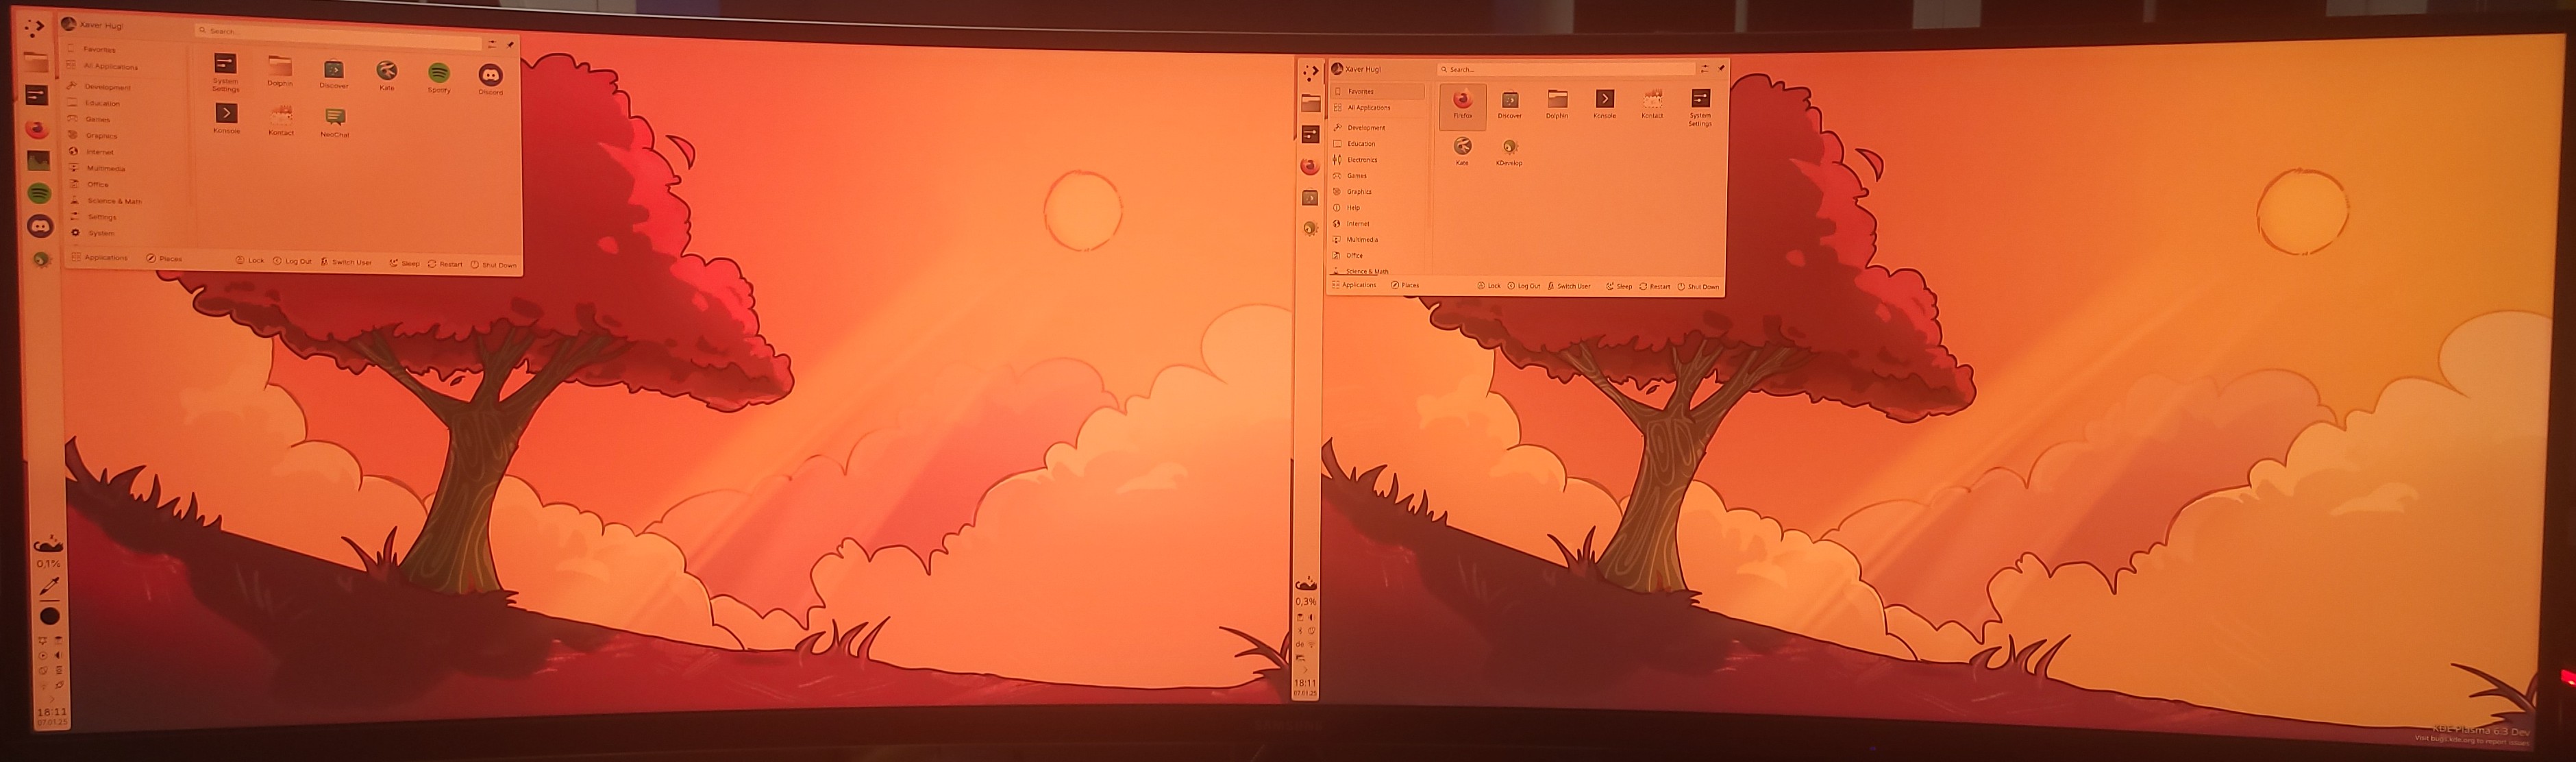 Xaver Hugl
Search...
Favorites
All Applications
Development
Education
Games
Graphics
Internet
Multimedia
Office
Science & Math
Settings
System
System Settings
Dolphin
Discover
Kate
Spotify
Discord
Konsole
Kontact
NeoChat
Applications
Places
Lock
Log Out
Switch User
Sleep
Restart
Shut Down
0,1%
18:11
07.01.25
Xaver Hugl
Search...
Favorites
All Applications
Development
Education
Electronics
Games
Graphics
Help
Internet
Multimedia
Office
Science & Math
Firefox
Discover
Dolphin
Konsole
Kontact
System Settings
Kate
KDevelop
Applications
Places
Lock
Log Out
Switch User
Sleep
Restart
Shut Down
0,3%
de
18:11
07.01.25
KDE Plasma 6.3 Dev
Visit bugs.kde.org to report issues